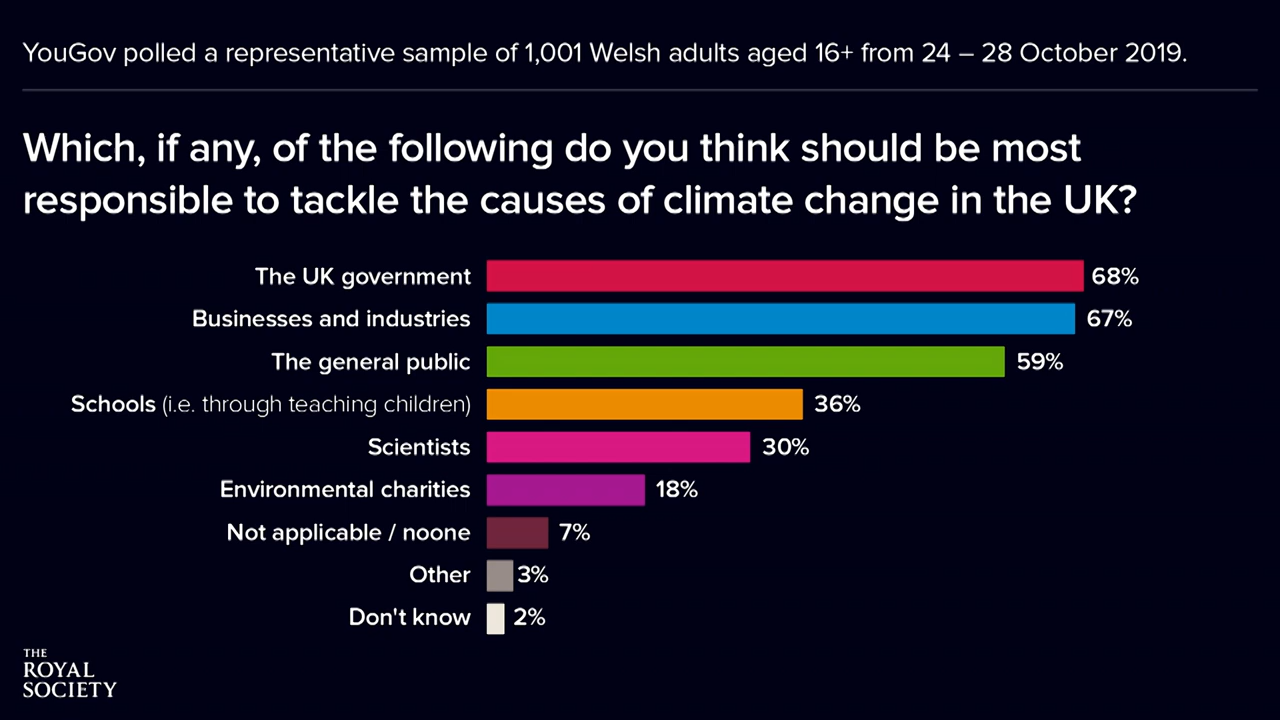 YouGov polled a representative sample of 1,001 Welsh adults aged 16+ from 24 – 28 October 2019.
Which, if any, of the following do you think should be most
responsible to tackle the causes of climate change in the UK?
The UK government 68%
Businesses and industries 67%
The general public 59%
Schools (i.e. through teaching children) 36%
Scientists 30%
Environmental charities 18%
Not applicable / noone 7%
Other 3%
Don't know 2%
THE
ROYAL
SOCIETY